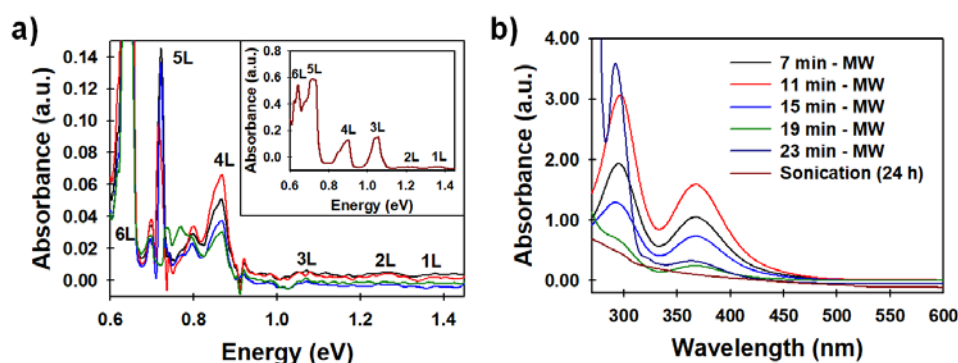 a)
Absorbance (a.u.)
0.14
0.12
0.10
0.08
0.06
0.04
0.02
0.00
0.6 0.8 1.0 1.2 1.4
Energy (eV)
6L
5L
4L
3L
2L
1L
Absorbance (a.u.)
0.8
0.6
0.4
0.2
0.0
0.6 0.8 1.0 1.2 1.4
Energy (eV)
6L 5L
4L 3L
2L 1L
b)
Absorbance (a.u.)
4.00
3.00
2.00
1.00
0.00
300 350 400 450 500 550 600
Wavelength (nm)
7 min - MW
11 min - MW
15 min - MW
19 min - MW
23 min - MW
Sonication (24 h)